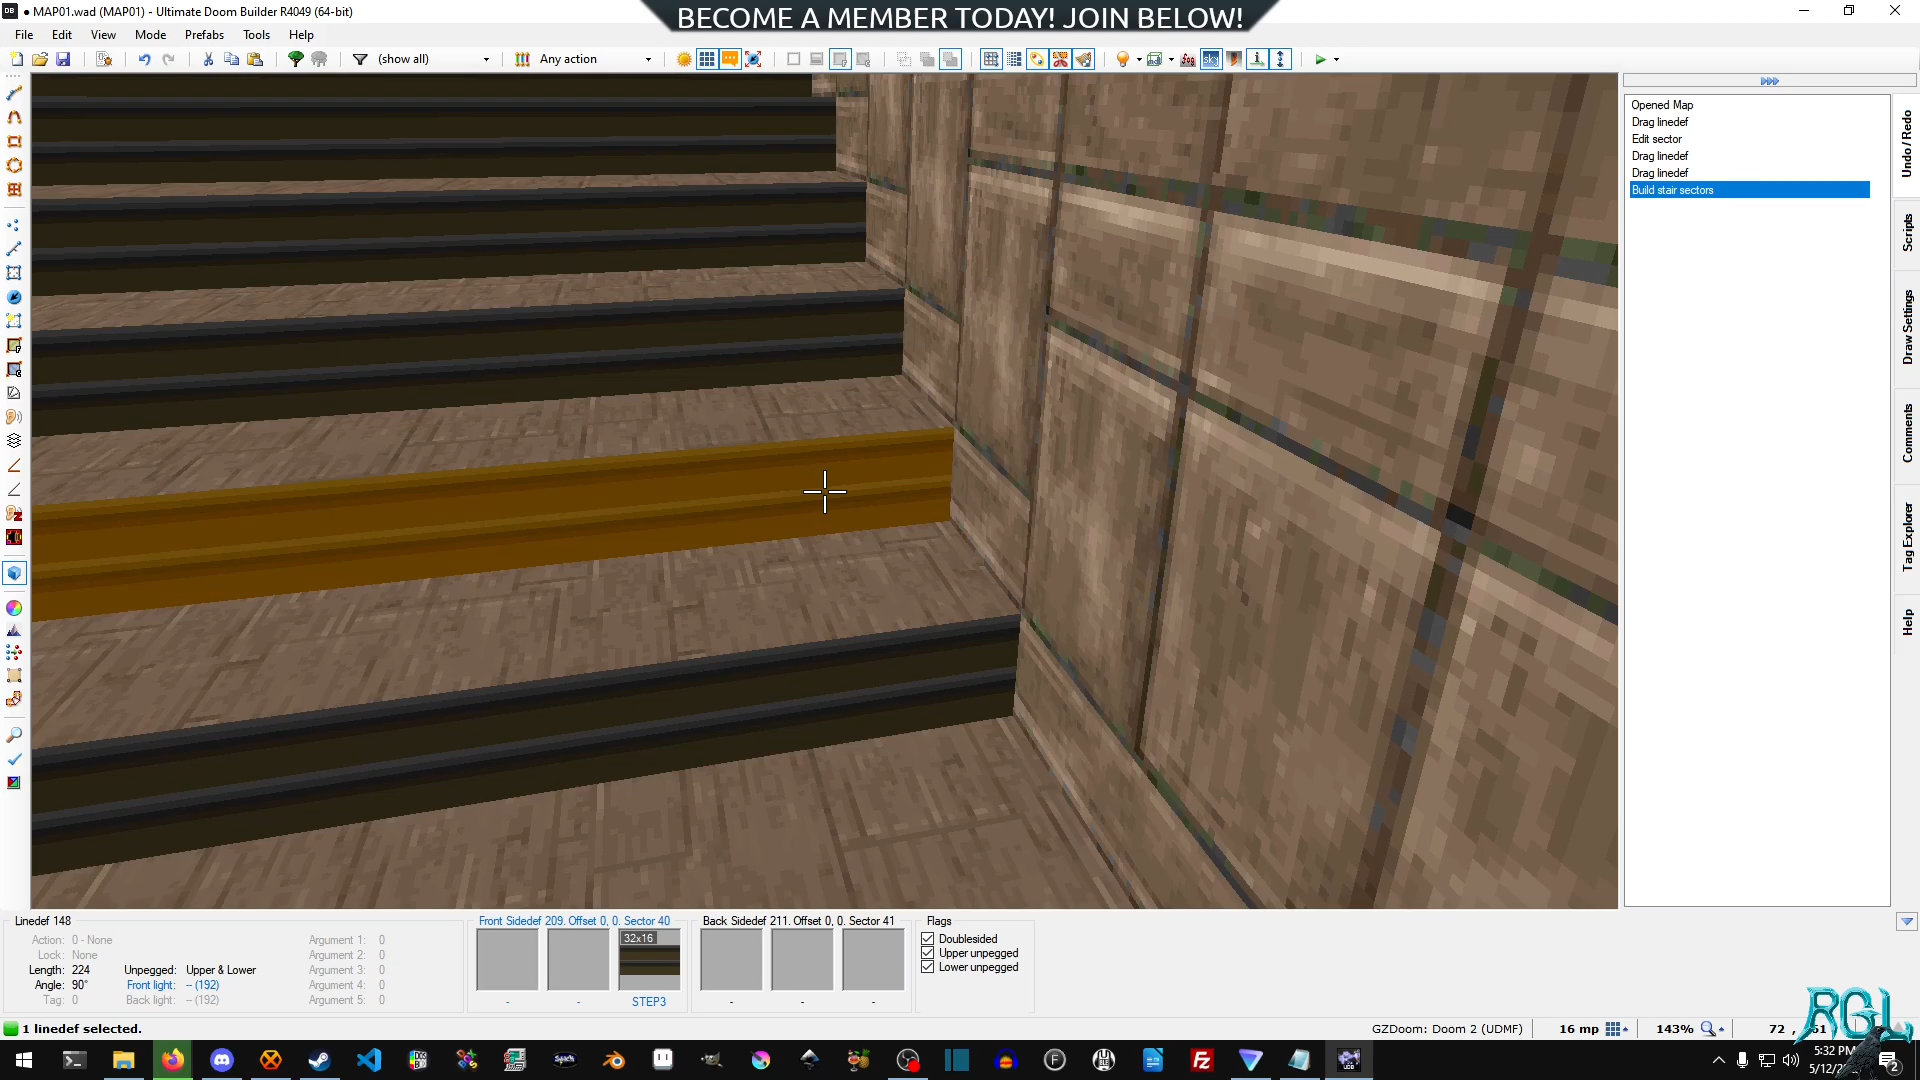 • MAP01.wad (MAP01) - Ultimate Doom Builder R4049 (64-bit)
BECOME A MEMBER TODAY! JOIN BELOW!
File Edit View Mode Prefabs Tools Help
(show all)
Any action
Opened Map
Drag linedef
Edit sector
Drag linedef
Drag linedef
Build stair sectors
Undo / Redo
Scripts
Draw Settings
Comments
Tag Explorer
Help
Linedef 148
Action: 0 - None
Lock: None
Length: 224
Angle: 90°
Tag: 0
Unpegged: Upper & Lower
Front light: -- (192)
Back light: -- (192)
Argument 1: 0
Argument 2: 0
Argument 3: 0
Argument 4: 0
Argument 5: 0
Front Sidedef 209. Offset 0, 0. Sector 40
32x16
- - STEP3
Back Sidedef 211. Offset 0, 0. Sector 41
- - -
Flags
Doublesided
Upper unpegged
Lower unpegged
1 linedef selected.
GZDoom: Doom 2 (UDMF)
16 mp
143%
72 ,
RGL
5:32 PM
2